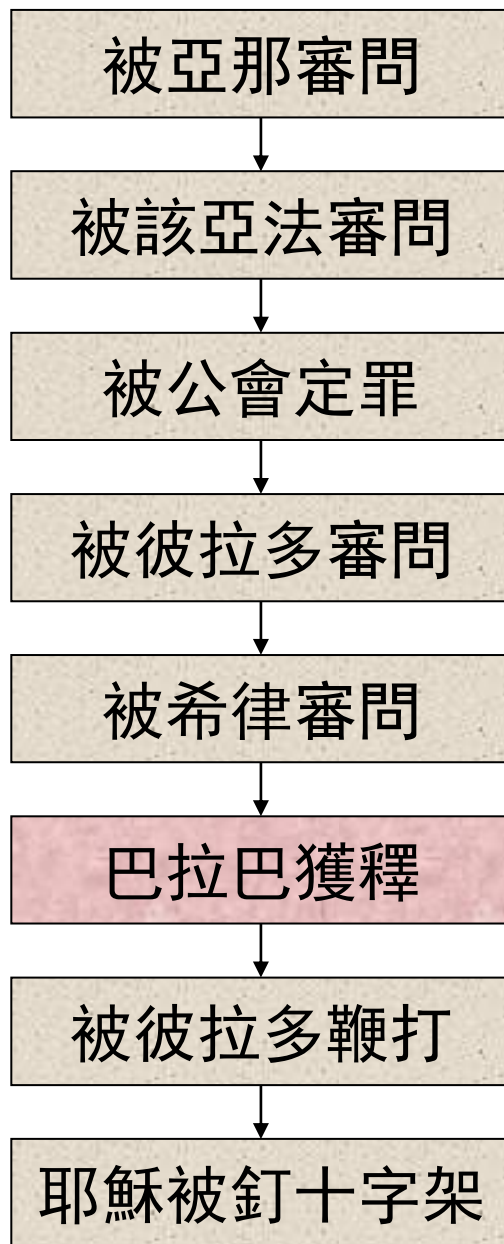 被亞那審問
被該亞法審問
被公會定罪
被彼拉多審問
被希律審問
巴拉巴獲釋
被彼拉多鞭打
耶穌被釘十字架